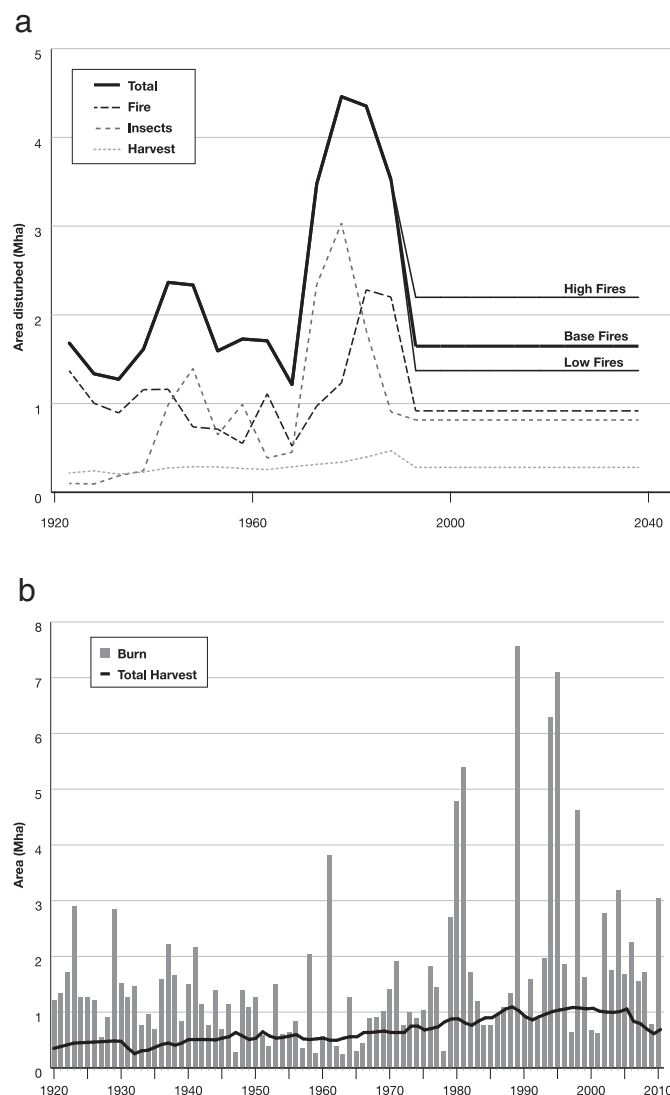 a
5
Total
Fire
Insects
Harvest
4
3
2
1
0
Area disturbed (Mha)
High Fires
Base Fires
Low Fires
1920 1960 2000 2040
b
8
Burn
Total Harvest
7
6
5
4
3
2
1
0
Area (Mha)
1920 1930 1940 1950 1960 1970 1980 1990 2000 2010